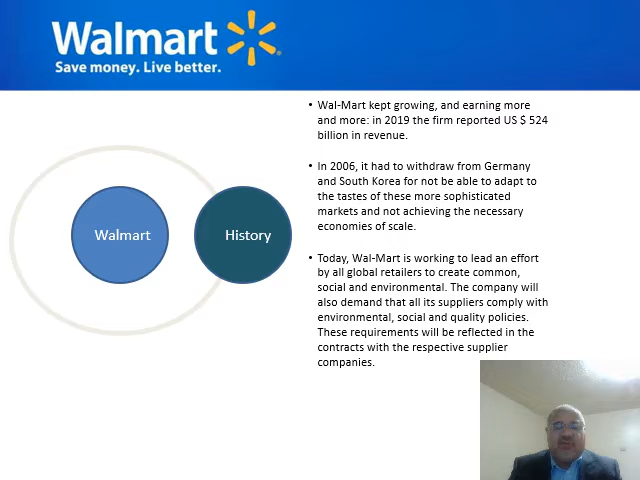 Walmart
Save money. Live better.
• Wal-Mart kept growing, and earning more
and more: in 2019 the firm reported US $ 524
billion in revenue.
• In 2006, it had to withdraw from Germany
and South Korea for not be able to adapt to
the tastes of these more sophisticated
markets and not achieving the necessary
economies of scale.
• Today, Wal-Mart is working to lead an effort
by all global retailers to create common,
social and environmental. The company will
also demand that all its suppliers comply with
environmental, social and quality policies.
These requirements will be reflected in the
contracts with the respective supplier
companies.
Walmart
History